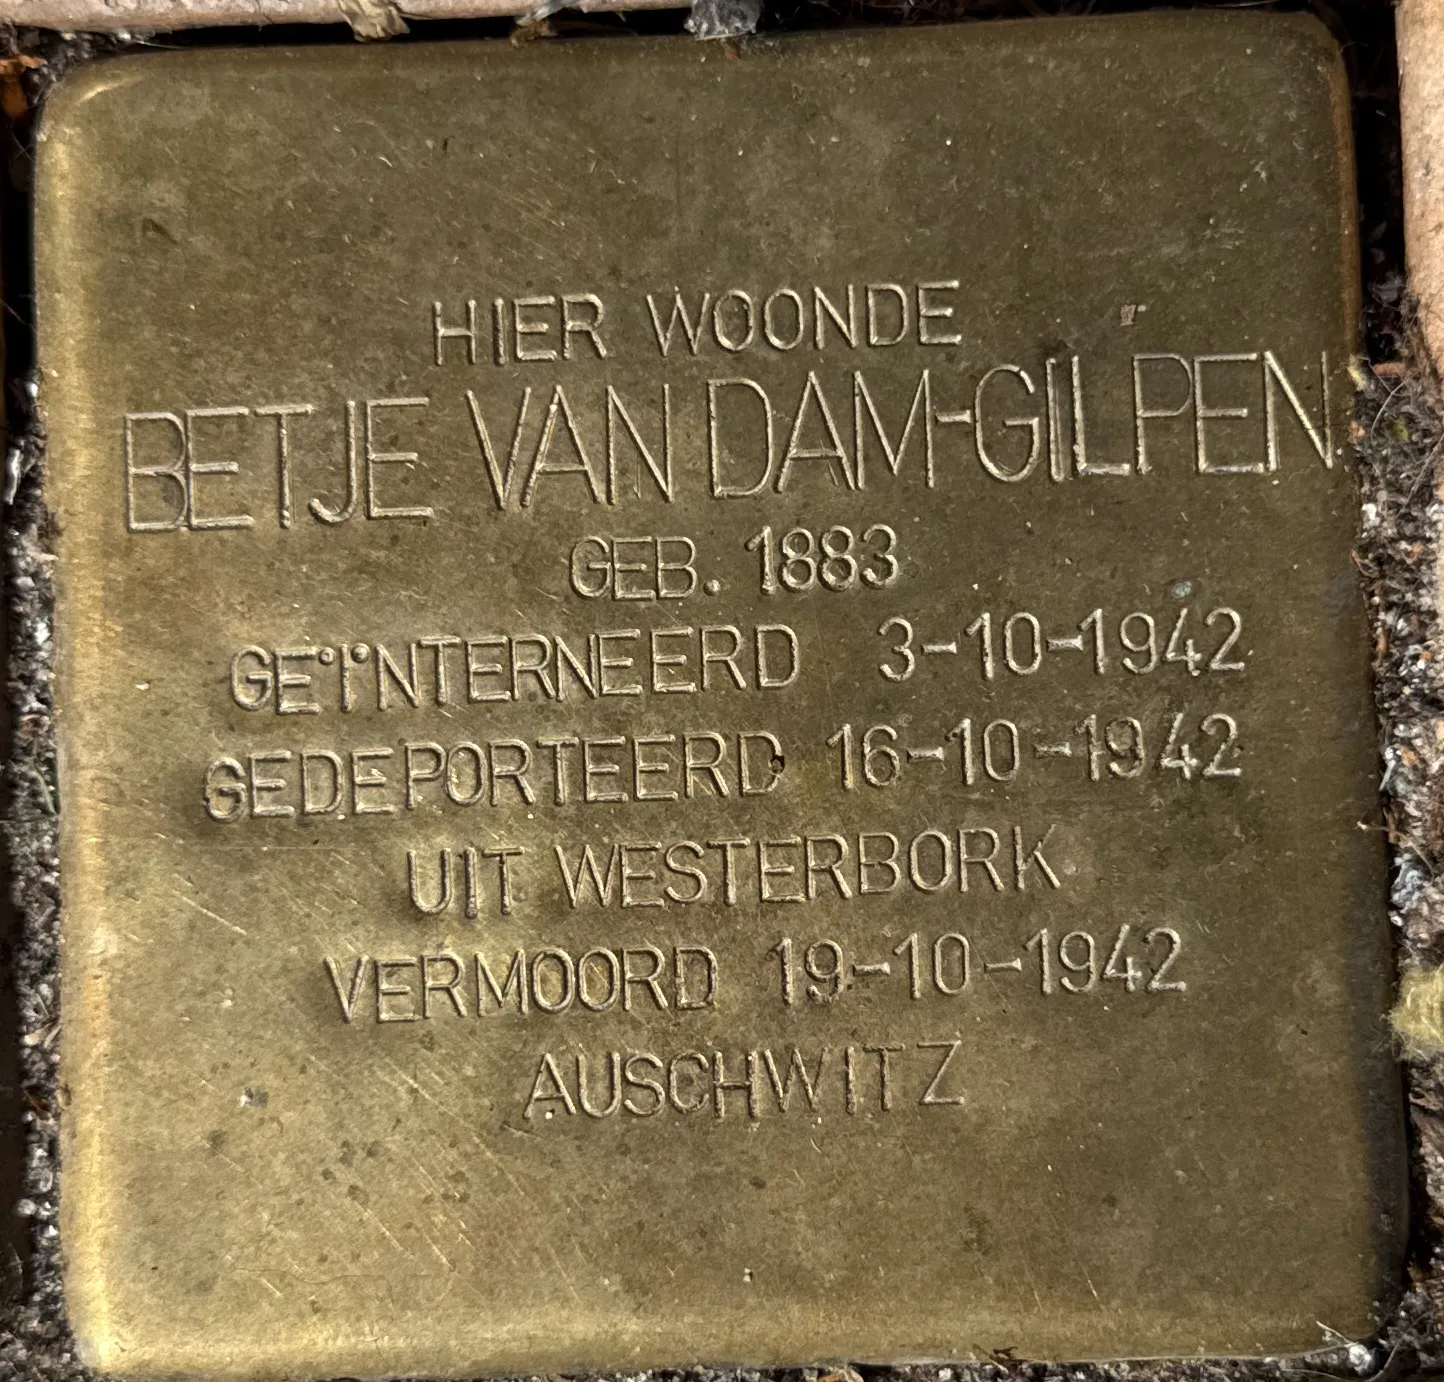 HIER WOONDE
BETJE VAN DAM-GILPEN
GEB. 1883
GEÏNTERNEERD 3-10-1942
GEDEPORTEERD 16-10-1942
UIT WESTERBORK
VERMOORD 19-10-1942
AUSCHWITZ